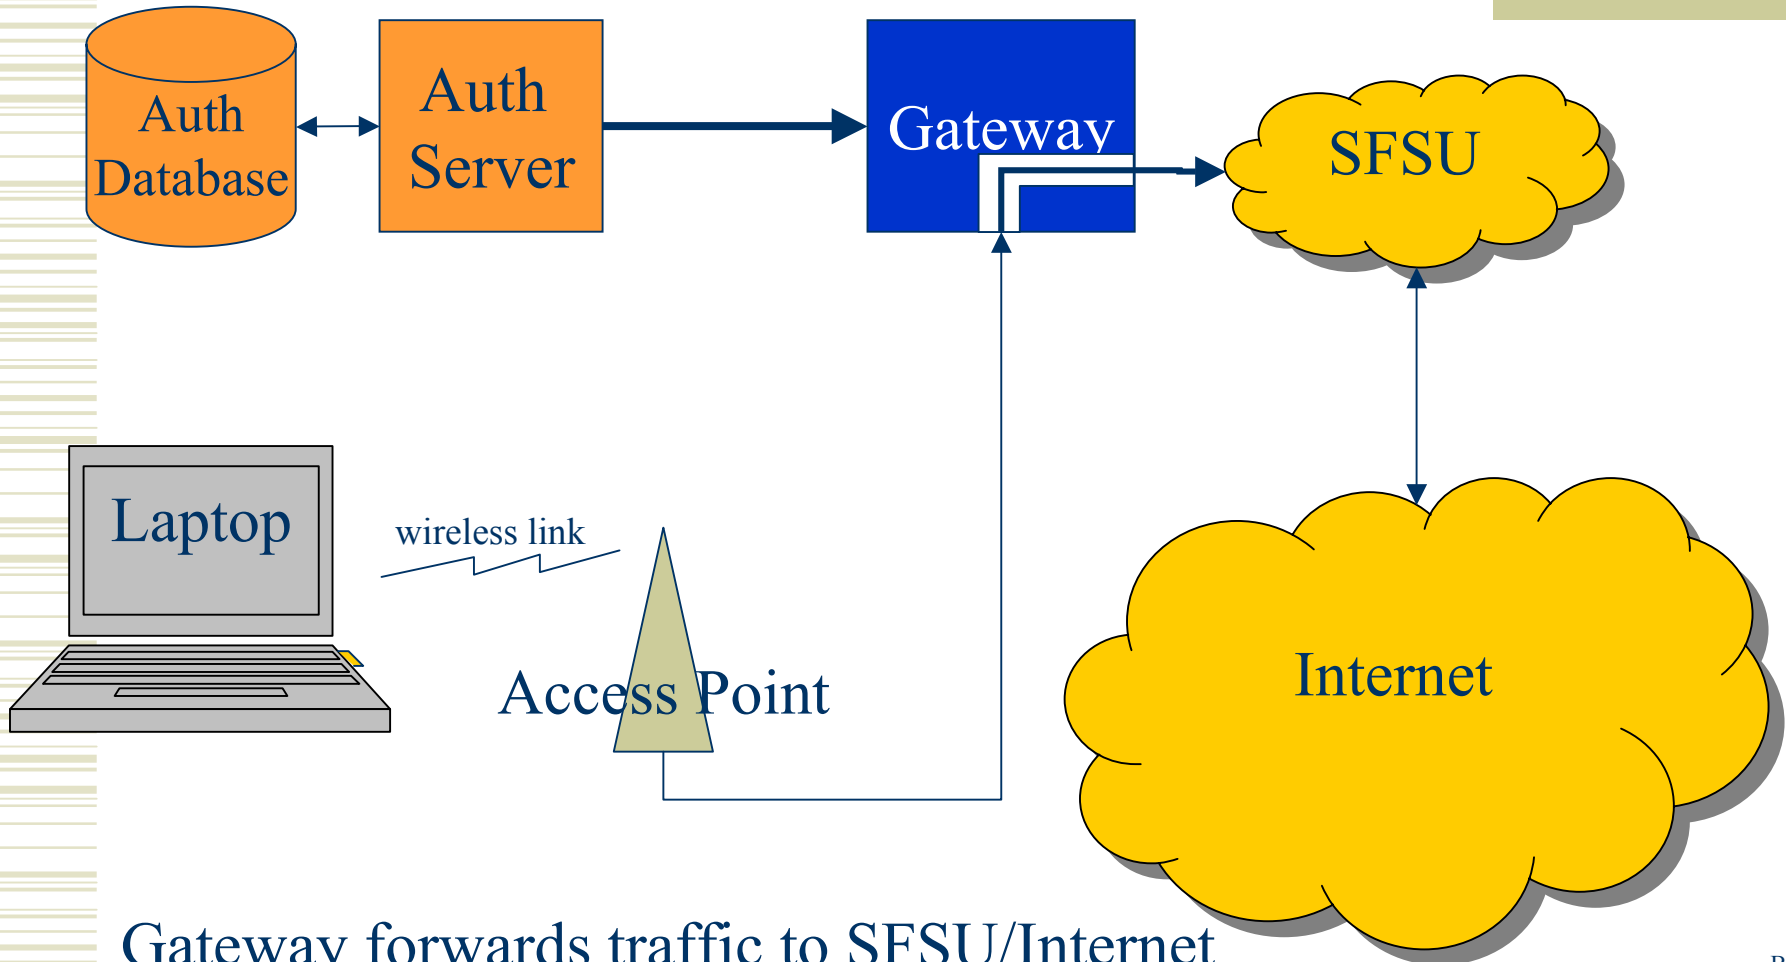 Auth
Database
Auth
Server
Gateway
SFSU
Laptop
wireless link
Access Point
Internet
Gateway forwards traffic to SFSU/Internet